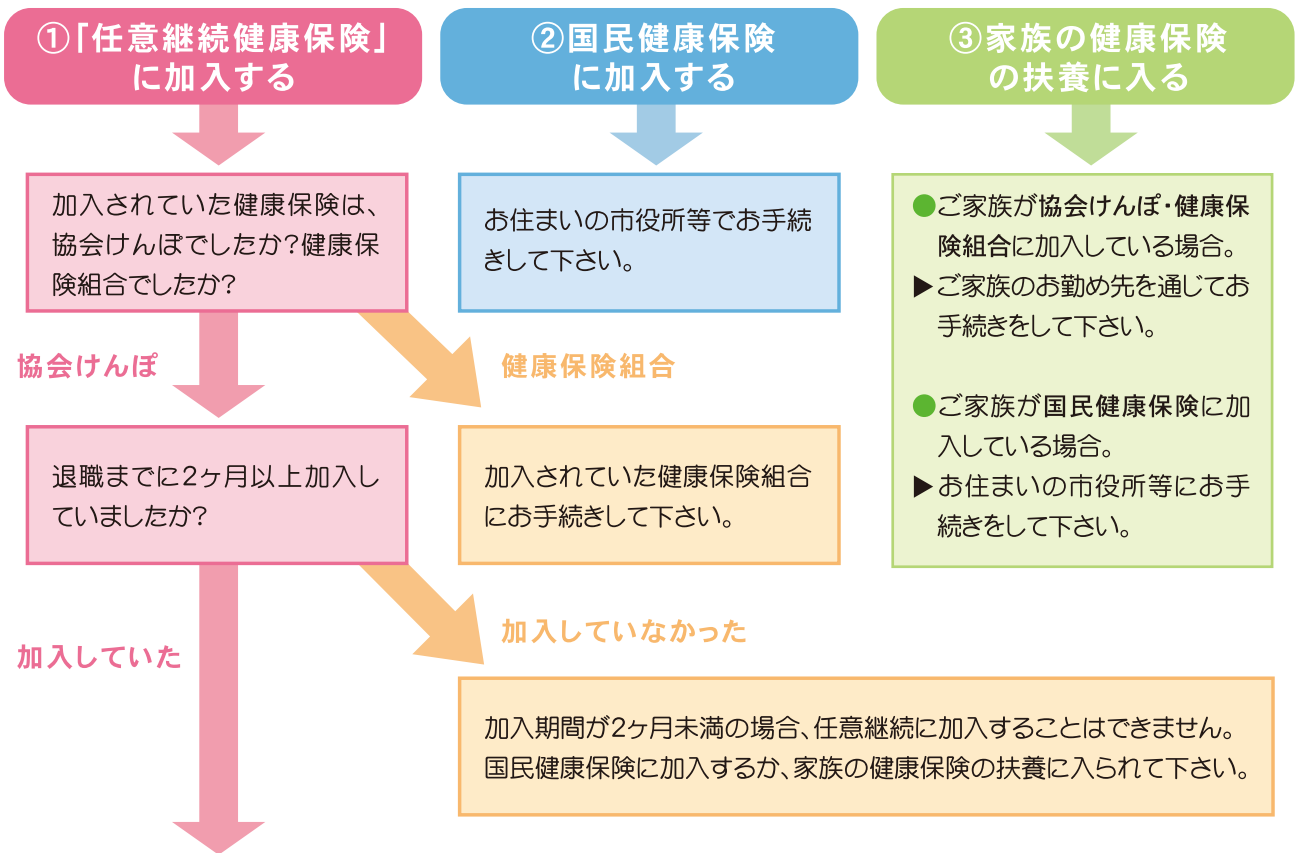 ①「任意継続健康保険」
に加入する
②国民健康保険
に加入する
③家族の健康保険
の扶養に入る
加入されていた健康保険は、
協会けんぽでしたか?健康保
険組合でしたか?
お住まいの市役所等でお手続
きして下さい。
●ご家族が協会けんぽ・健康保
険組合に加入している場合。
▶ご家族のお勤め先を通じてお
手続きをして下さい。
●ご家族が国民健康保険に加
入している場合。
▶お住まいの市役所等にお手
続きをして下さい。
協会けんぽ
健康保険組合
退職までに2ヶ月以上加入し
ていましたか?
加入されていた健康保険組合
にお手続きして下さい。
加入していた
加入していなかった
加入期間が2ヶ月未満の場合、任意継続に加入することはできません。
国民健康保険に加入するか、家族の健康保険の扶養に入られて下さい。